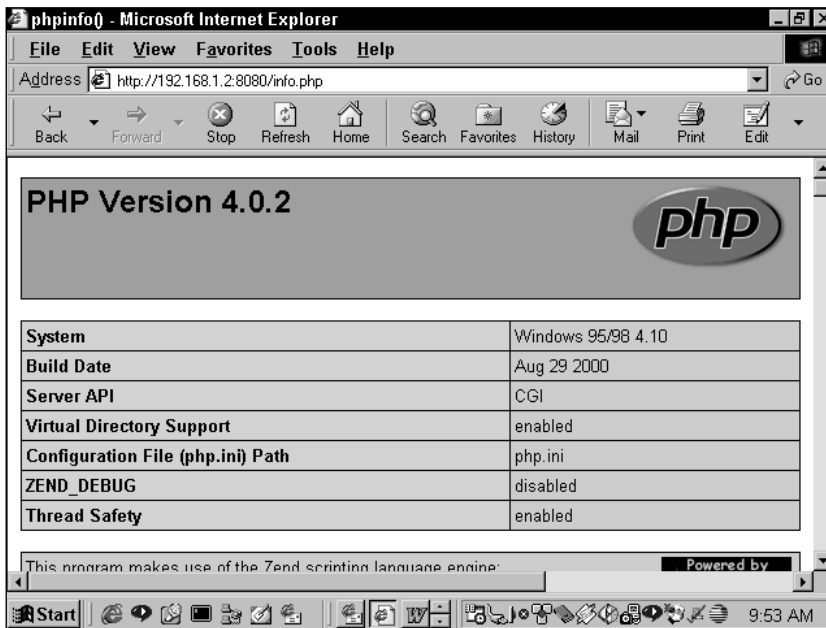 phpinfo() - Microsoft Internet Explorer
File Edit View Favorites Tools Help
Address http://192.168.1.2:8080/info.php Go
Back Forward Stop Refresh Home Search Favorites History Mail Print Edit
PHP Version 4.0.2
php
System Windows 95/98 4.10
Build Date Aug 29 2000
Server API CGI
Virtual Directory Support enabled
Configuration File (php.ini) Path php.ini
ZEND_DEBUG disabled
Thread Safety enabled
This program makes use of the Zend scripting language engine:
Powered by
Start W 9:53 AM